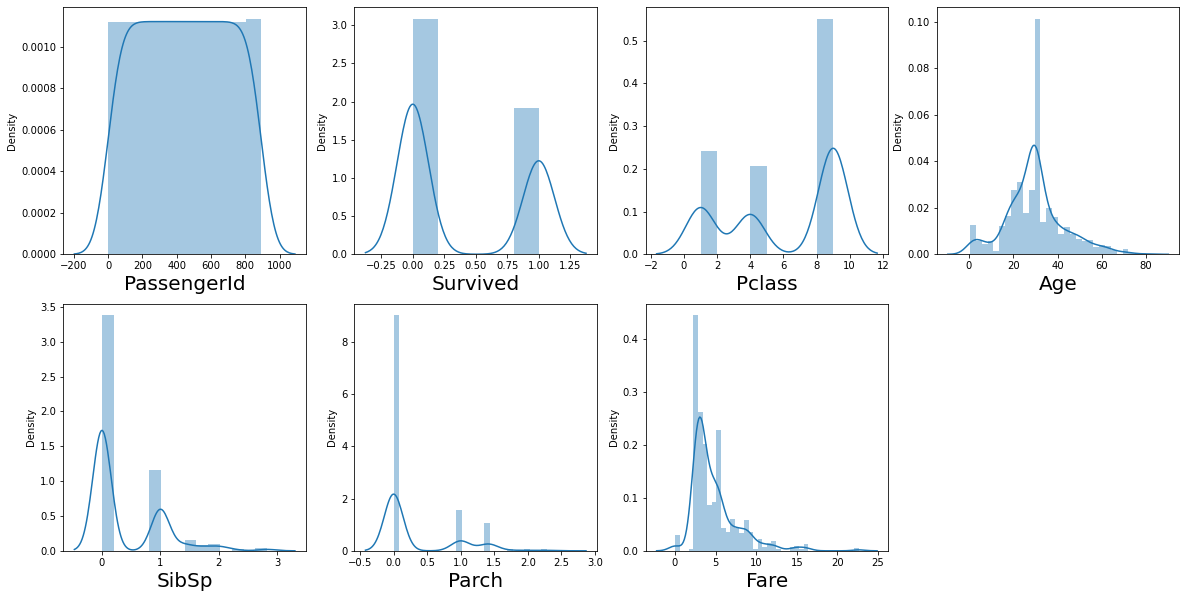 0.0010
0.0008
0.0006
0.0004
0.0002
0.0000
Density
−200 0 200 400 600 800 1000
PassengerId
3.0
2.5
2.0
1.5
1.0
0.5
0.0
Density
−0.25 0.00 0.25 0.50 0.75 1.00 1.25
Survived
0.5
0.4
0.3
0.2
0.1
0.0
Density
−2 0 2 4 6 8 10 12
Pclass
0.10
0.08
0.06
0.04
0.02
0.00
Density
0 20 40 60 80
Age
3.5
3.0
2.5
2.0
1.5
1.0
0.5
0.0
Density
0 1 2 3
SibSp
8
6
4
2
0
Density
−0.5 0.0 0.5 1.0 1.5 2.0 2.5 3.0
Parch
0.4
0.3
0.2
0.1
0.0
Density
0 5 10 15 20 25
Fare